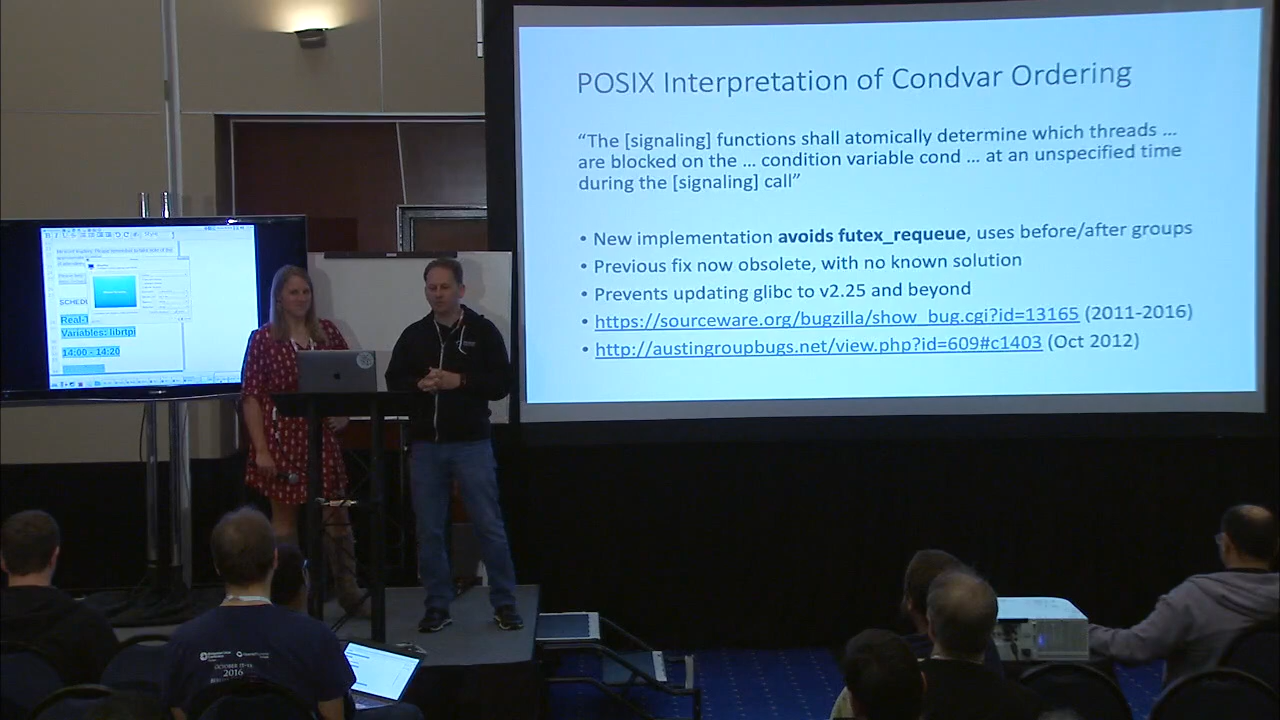 POSIX Interpretation of Condvar Ordering
“The [signaling] functions shall atomically determine which threads ...
are blocked on the ... condition variable cond ... at an unspecified time
during the [signaling] call”
• New implementation avoids futex_requeue, uses before/after groups
• Previous fix now obsolete, with no known solution
• Prevents updating glibc to v2.25 and beyond
• https://sourceware.org/bugzilla/show_bug.cgi?id=13165 (2011-2016)
• http://austingroupbugs.net/view.php?id=609#c1403 (Oct 2012)
SCHED
Real-
Variables: librtpi
14:00 - 14:20
2016